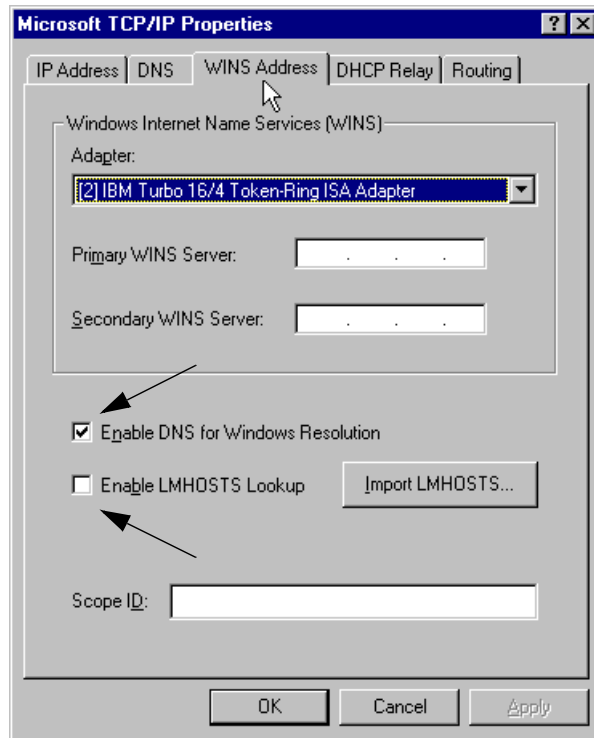 Microsoft TCP/IP Properties
IP Address DNS WINS Address DHCP Relay Routing
Windows Internet Name Services (WINS)
Adapter:
[2] IBM Turbo 16/4 Token-Ring ISA Adapter
Primary WINS Server: . . .
Secondary WINS Server: . . .
Enable DNS for Windows Resolution
Enable LMHOSTS Lookup Import LMHOSTS...
Scope ID:
OK Cancel Apply